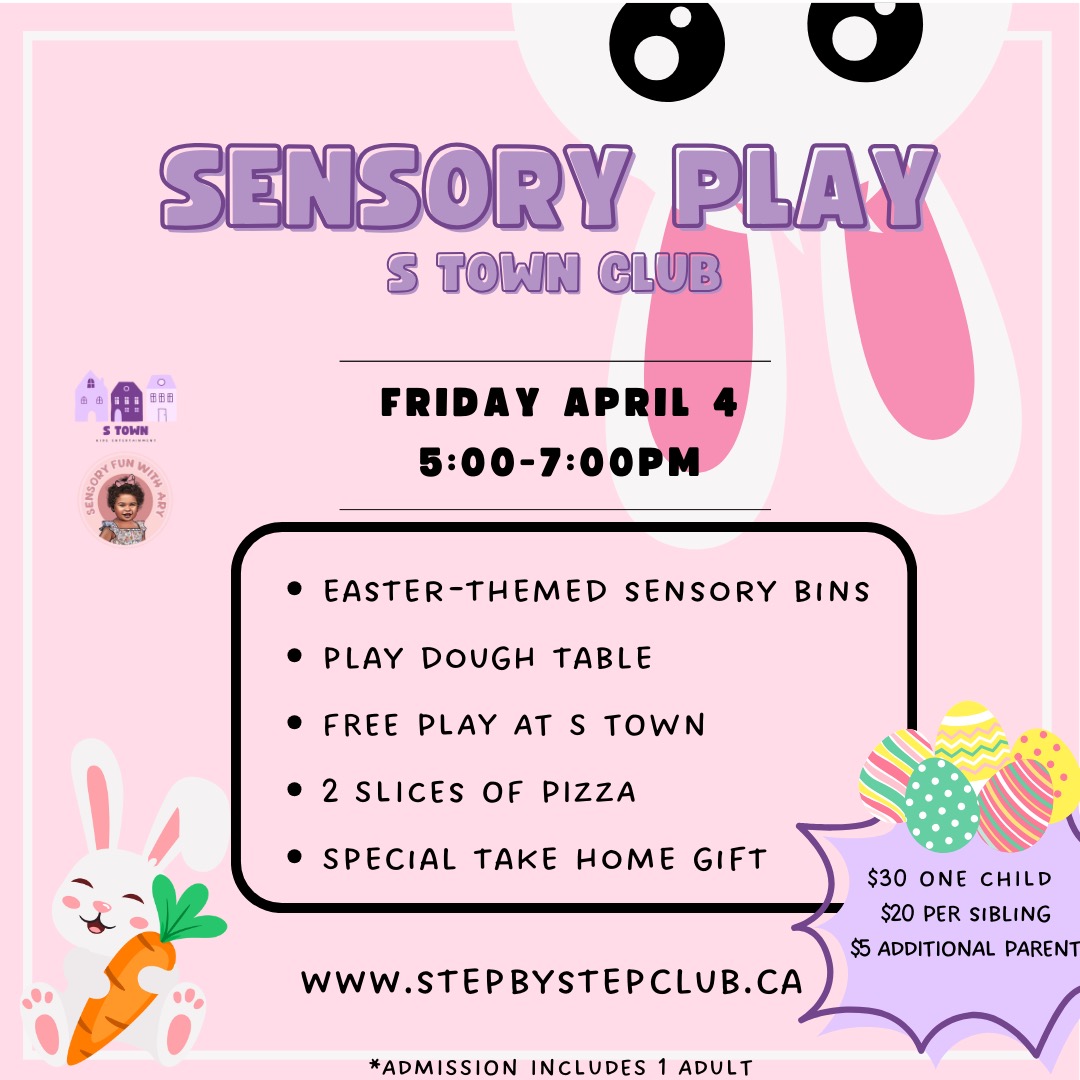 SENSORY PLAY
S TOWN CLUB
FRIDAY APRIL 4
5:00-7:00PM
S TOWN
KIDS ENTERTAINMENT
SENSORY FUN WITH ARY
• EASTER-THEMED SENSORY BINS
• PLAY DOUGH TABLE
• FREE PLAY AT S TOWN
• 2 SLICES OF PIZZA
• SPECIAL TAKE HOME GIFT
$30 ONE CHILD
$20 PER SIBLING
$5 ADDITIONAL PARENT
WWW.STEPBYSTEPCLUB.CA
*ADMISSION INCLUDES 1 ADULT